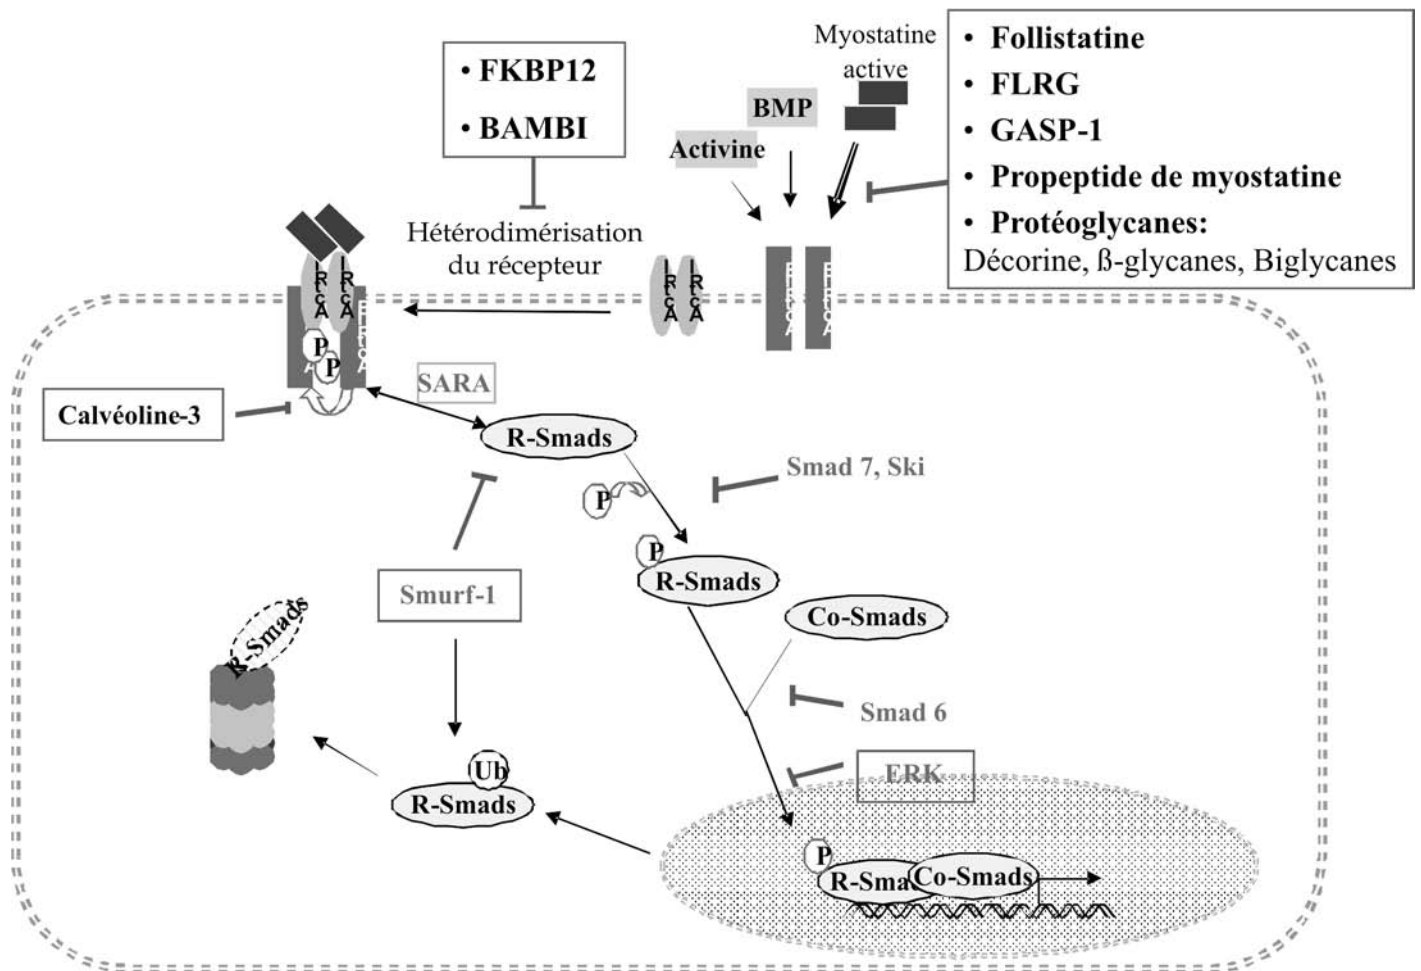 • FKBP12
• BAMBI
Myostatine
active
BMP
Activine
• Follistatine
• FLRG
• GASP-1
• Propeptide de myostatine
• Protéoglycanes:
Décorine, ß-glycanes, Biglycanes
Hétérodimérisation
du récepteur
P
P
SARA
Calvéoline-3
R-Smads
Smad 7, Ski
P
P
R-Smads
Smurf-1
Co-Smads
R-Smads
Smad 6
ERK
Ub
R-Smads
P
R-Smad
Co-Smads